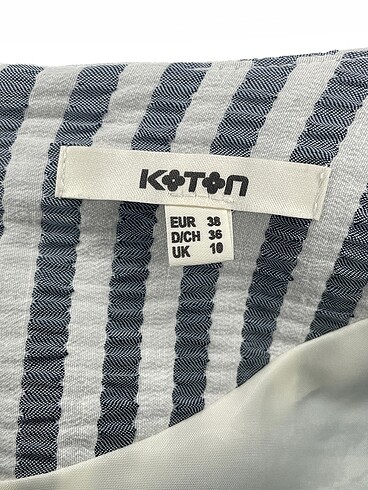 KOTON
EUR 38
D/CH 36
UK 10